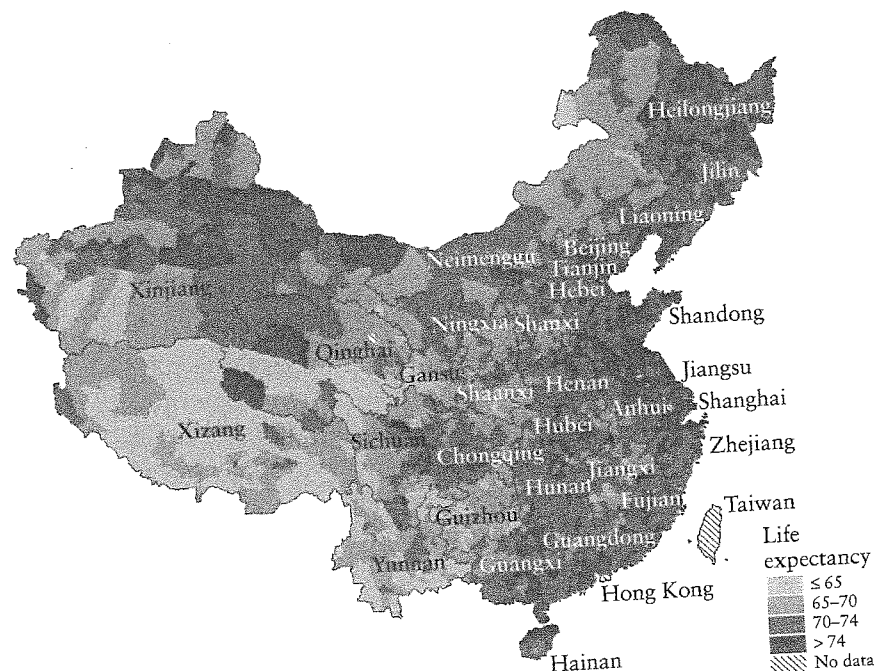 Heilongjiang
Jilin
Liaoning
Neimenggu
Beijing
Tianjin
Hebei
Xinjiang
Ningxia
Shanxi
Shandong
Qinghai
Gansu
Shaanxi
Henan
Jiangsu
Anhui
Shanghai
Xizang
Sichuan
Hubei
Chongqing
Zhejiang
Jiangxi
Hunan
Fujian
Guizhou
Taiwan
Yunnan
Guangdong
Guangxi
Hong Kong
Hainan
Life
expectancy
≤ 65
65–70
70–74
> 74
No data